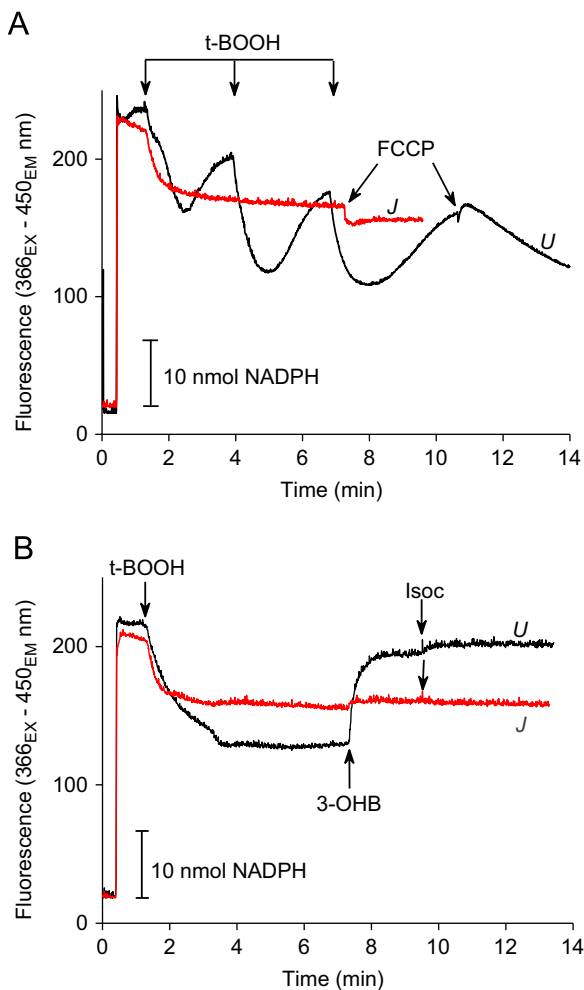 A
t-BOOH
FCCP
J
U
200
100
0
10 nmol NADPH
Fluorescence (366EX - 450EM nm)
0 2 4 6 8 10 12 14
Time (min)
B
t-BOOH
Isoc
U
J
3-OHB
200
100
0
10 nmol NADPH
Fluorescence (366EX - 450EM nm)
0 2 4 6 8 10 12 14
Time (min)